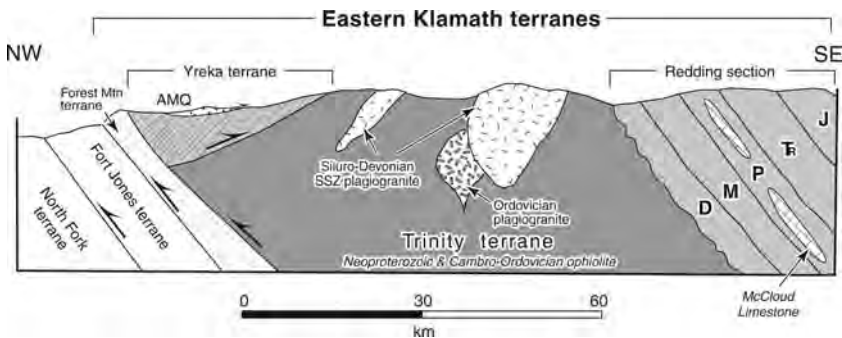 Eastern Klamath terranes
NW
SE
Yreka terrane
Redding section
Forest Mtn
terrane
AMQ
North Fork
terrane
Fort Jones terrane
Siluro-Devonian
SSZ plagiogranite
Ordovician
plagiogranite
Trinity terrane
Neoproterozoic & Cambro-Ordovician ophiolite
D
M
P
TR
J
McCloud
Limestone
0
30
60
km